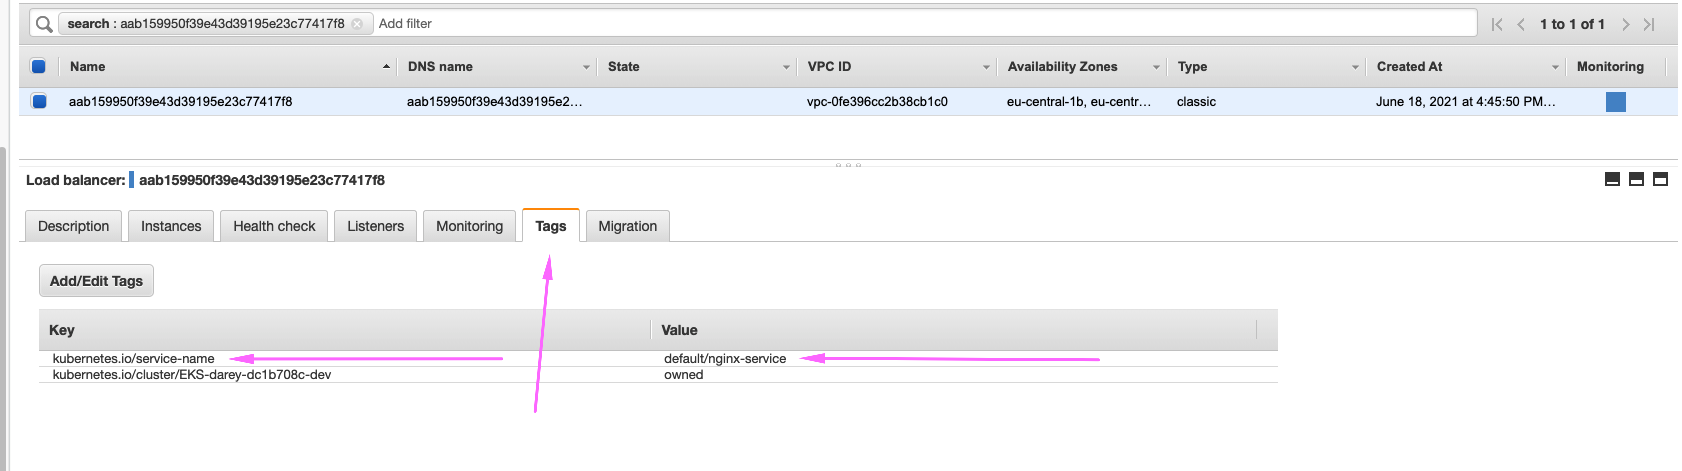 search : aab159950f39e43d39195e23c77417f8 Add filter 1 to 1 of 1
Name DNS name State VPC ID Availability Zones Type Created At Monitoring
aab159950f39e43d39195e23c77417f8 aab159950f39e43d39195e2… vpc-0fe396cc2b38cb1c0 eu-central-1b, eu-centr… classic June 18, 2021 at 4:45:50 PM…
Load balancer: aab159950f39e43d39195e23c77417f8
Description Instances Health check Listeners Monitoring Tags Migration
Add/Edit Tags
Key Value
kubernetes.io/service-name default/nginx-service
kubernetes.io/cluster/EKS-darey-dc1b708c-dev owned